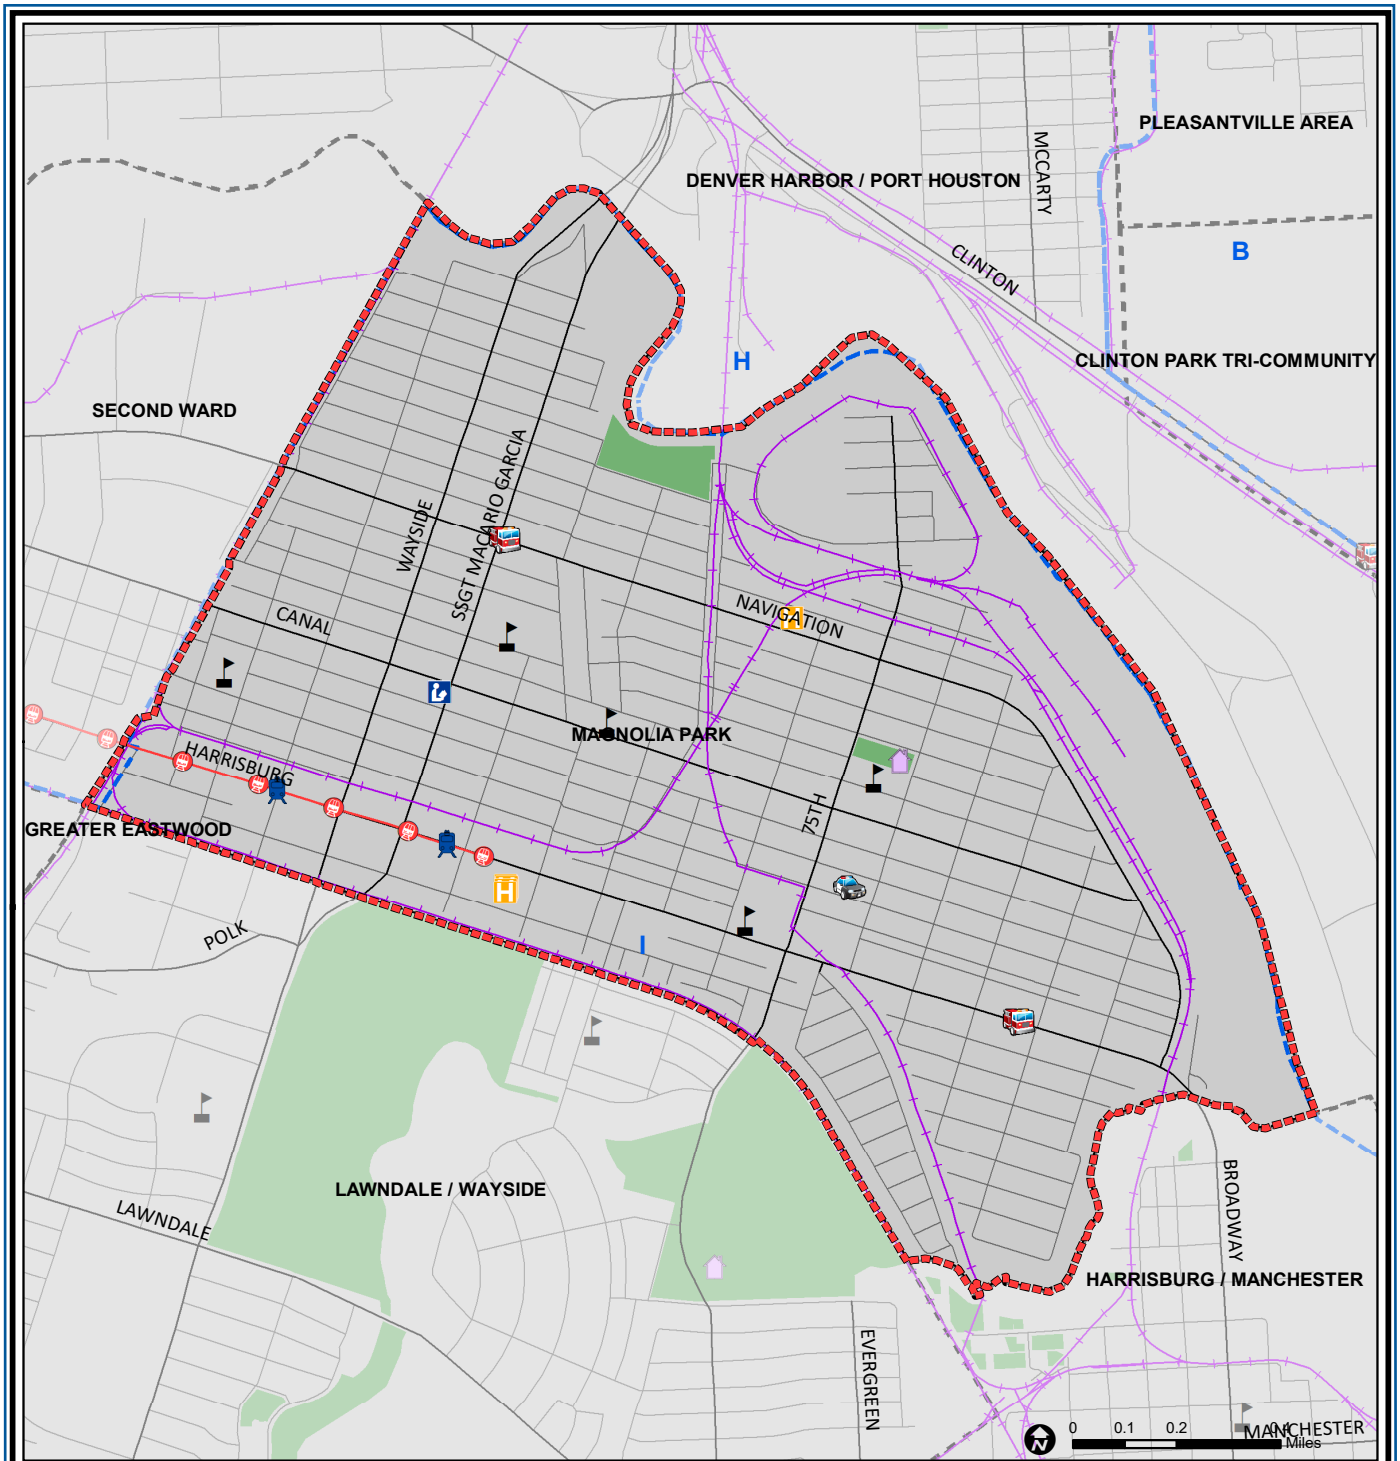 PLEASANTVILLE AREA
MCCARTY
DENVER HARBOR / PORT HOUSTON
B
CLINTON
H
CLINTON PARK TRI-COMMUNITY
SECOND WARD
WAYSIDE
SSGT MACARIO GARCIA
NAVIGATION
CANAL
MAGNOLIA PARK
HARRISBURG
75TH
GREATER EASTWOOD
H
POLK
I
LAWNDALE / WAYSIDE
BROADWAY
LAWNDALE
HARRISBURG / MANCHESTER
EVERGREEN
N
0 0.1 0.2 0.4
MANCHESTER
Miles